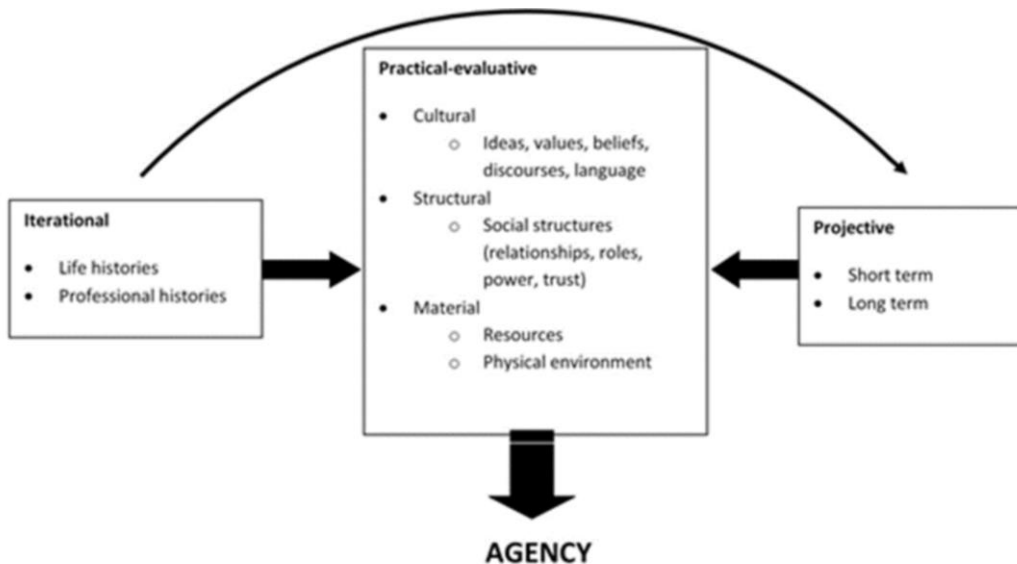 Iterational
• Life histories
• Professional histories
Practical-evaluative
• Cultural
o Ideas, values, beliefs,
discourses, language
• Structural
o Social structures
(relationships, roles,
power, trust)
• Material
o Resources
o Physical environment
Projective
• Short term
• Long term
AGENCY